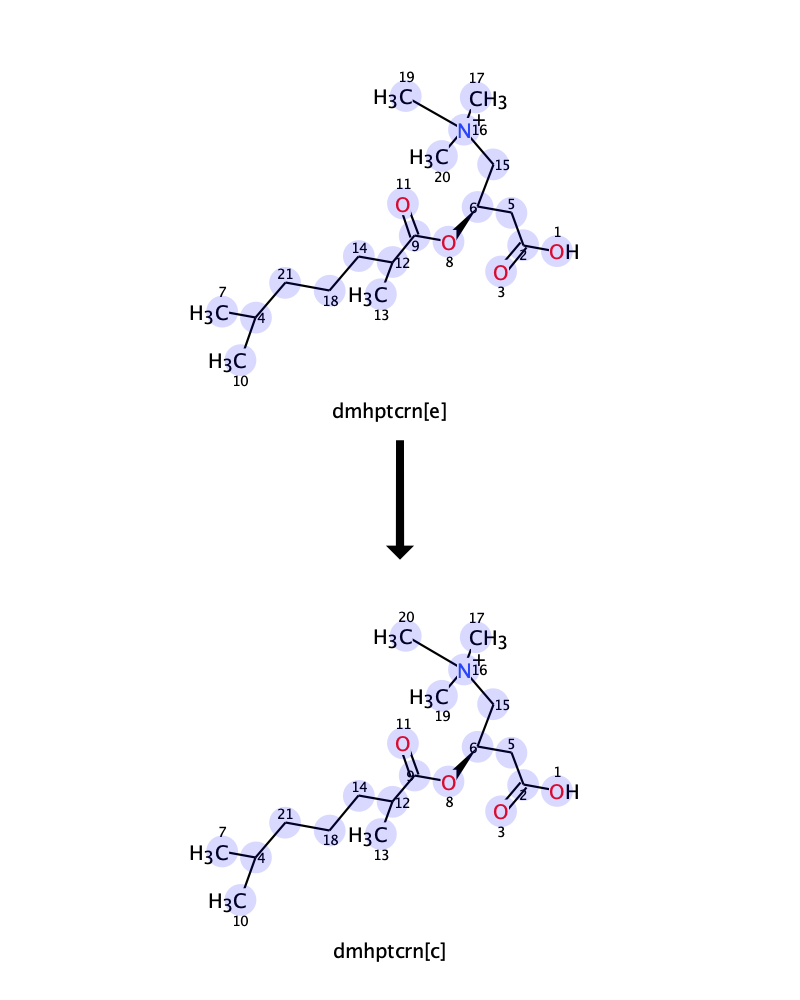 19 17
H₃C CH₃
N + 16
H₃C 15
20
11
O 6 5
9 O 1
14 12 8 2 OH
21 O
7 18 H₃C 3
H₃C 4 13
H₃C
10
dmhptcrn[e]
20 17
H₃C CH₃
N + 16
H₃C 15
19
11
O 6 5
9 O 1
14 12 8 2 OH
21 O
7 18 H₃C 3
H₃C 4 13
H₃C
10
dmhptcrn[c]